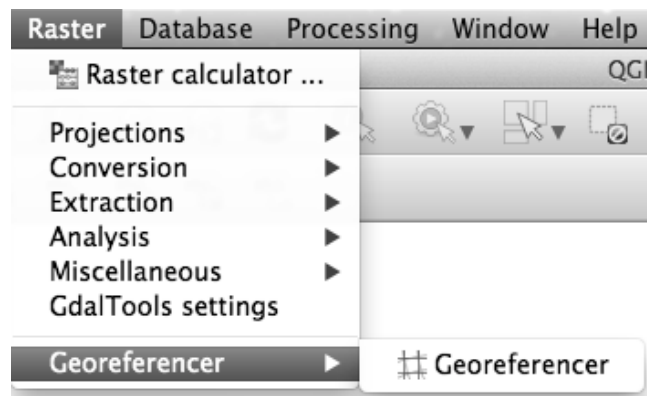 Raster Database Processing Window Help
Raster calculator ...
QGI
Projections
Conversion
Extraction
Analysis
Miscellaneous
GdalTools settings
Georeferencer
Georeferencer